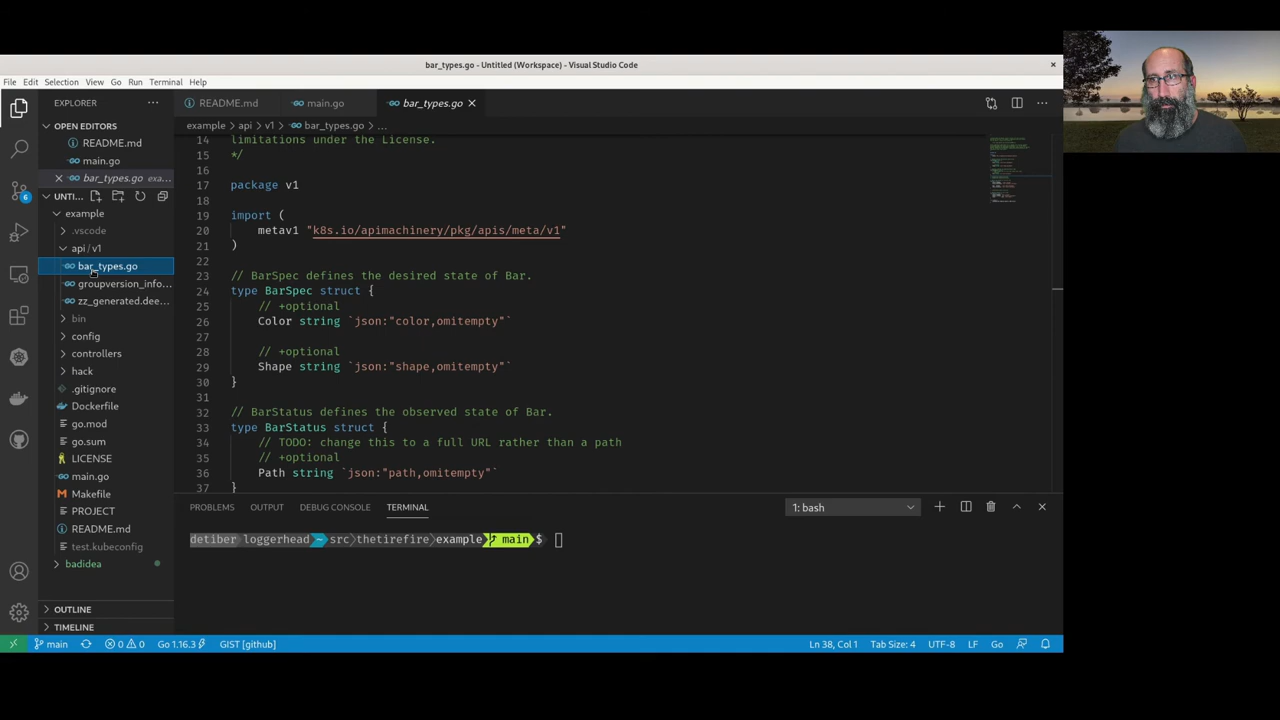 bar_types.go - Untitled (Workspace) - Visual Studio Code
File Edit Selection View Go Run Terminal Help
EXPLORER
OPEN EDITORS
README.md
main.go
bar_types.go exa...
UNTI...
example
.vscode
api / v1
bar_types.go
groupversion_info...
zz_generated.dee...
bin
config
controllers
hack
.gitignore
Dockerfile
go.mod
go.sum
LICENSE
main.go
Makefile
PROJECT
README.md
test.kubeconfig
badidea
OUTLINE
TIMELINE
6
README.md main.go bar_types.go
example > api > v1 > bar_types.go > ...
14 limitations under the License.
15 */
16
17 package v1
18
19 import (
20 metav1 "k8s.io/apimachinery/pkg/apis/meta/v1"
21 )
22
23 // BarSpec defines the desired state of Bar.
24 type BarSpec struct {
25 // +optional
26 Color string `json:"color,omitempty"`
27
28 // +optional
29 Shape string `json:"shape,omitempty"`
30 }
31
32 // BarStatus defines the observed state of Bar.
33 type BarStatus struct {
34 // TODO: change this to a full URL rather than a path
35 // +optional
36 Path string `json:"path,omitempty"`
37 }
PROBLEMS OUTPUT DEBUG CONSOLE TERMINAL
1: bash
detiber loggerhead ~ src thetirefire example main $
main 0 0 Go 1.16.3 GIST [github]
Ln 38, Col 1 Tab Size: 4 UTF-8 LF Go